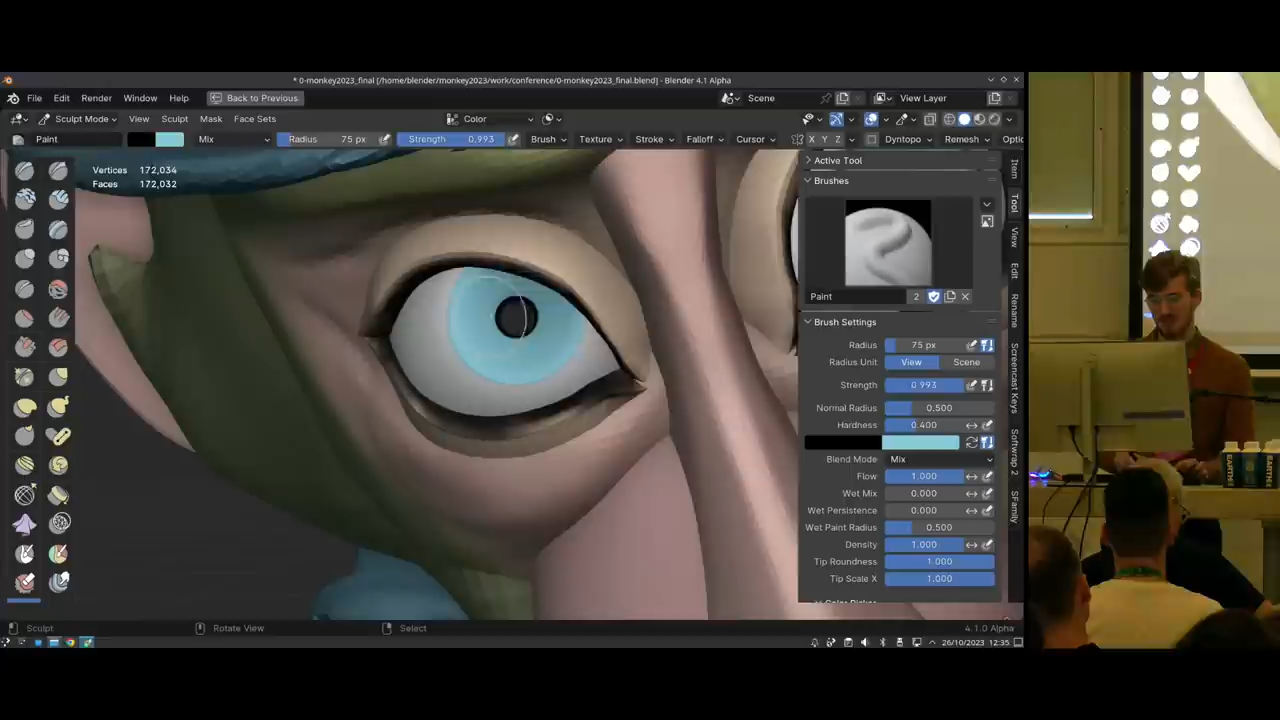 * 0-monkey2023_final [/home/blender/monkey2023/work/conference/0-monkey2023_final.blend] - Blender 4.1 Alpha
File Edit Render Window Help Back to Previous Scene View Layer
Sculpt Mode View Sculpt Mask Face Sets Color
Paint Mix Radius 75 px Strength 0.993 Brush Texture Stroke Falloff Cursor X Y Z Dyntopo Remesh Optio
Vertices 172,034
Faces 172,032
Active Tool
Brushes
Paint 2
Brush Settings
Radius 75 px
Radius Unit View Scene
Strength 0.993
Normal Radius 0.500
Hardness 0.400
Blend Mode Mix
Flow 1.000
Wet Mix 0.000
Wet Persistence 0.000
Wet Paint Radius 0.500
Density 1.000
Tip Roundness 1.000
Tip Scale X 1.000
Color Picker
Item
Tool
View
Edit
Rename
Screencast Keys
Softwrap 2
SFamily
Sculpt Rotate View Select 4.1.0 Alpha
26/10/2023 12:35